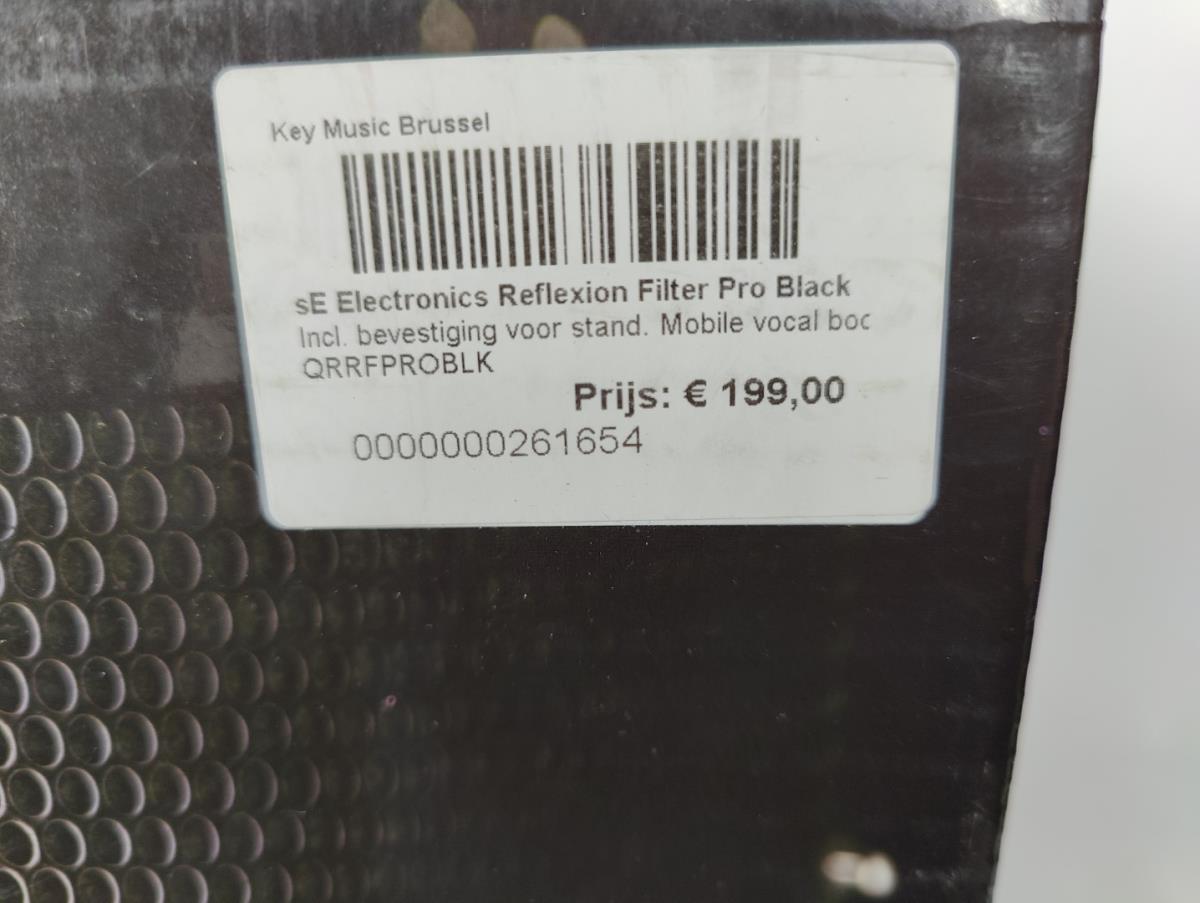 Key Music Brussel
sE Electronics Reflexion Filter Pro Black
Incl. bevestiging voor stand. Mobile vocal boc
QRRFPROBLK
Prijs: € 199,00
0000000261654